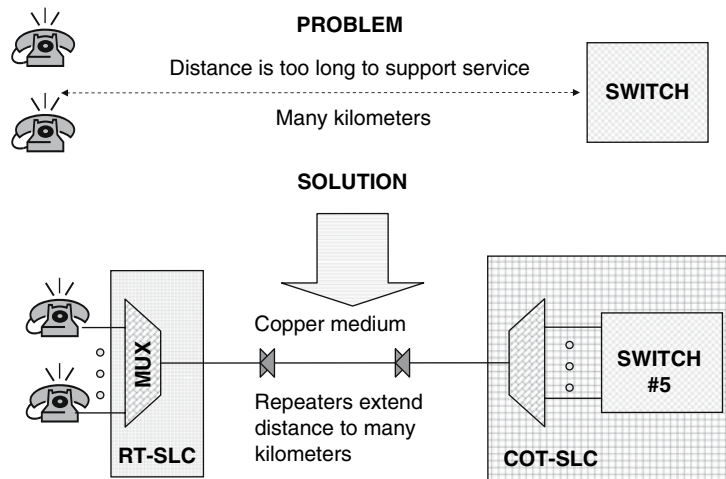 PROBLEM
Distance is too long to support service
SWITCH
Many kilometers
SOLUTION
Copper medium
MUX
SWITCH
#5
Repeaters extend
distance to many
kilometers
RT-SLC
COT-SLC